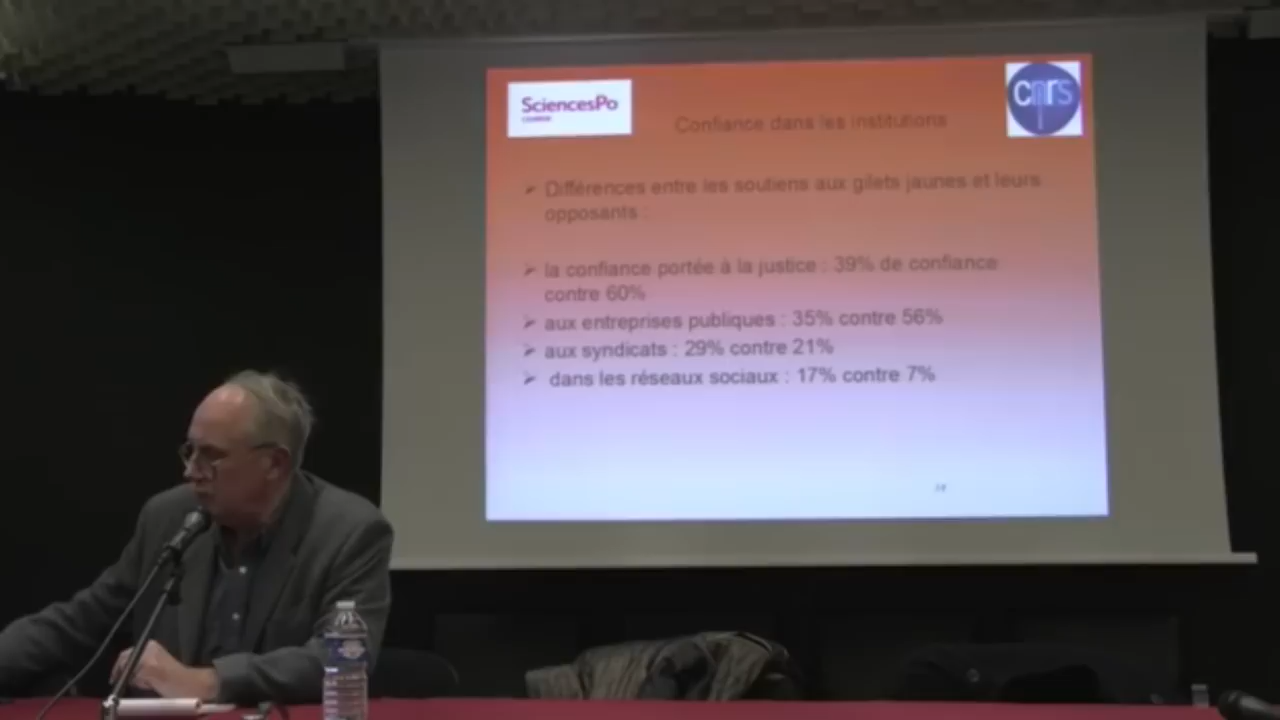 SciencesPo
cnrs
Confiance dans les institutions
➢ Différences entre les soutiens aux gilets jaunes et leurs
opposants :
➢ la confiance portée à la justice : 39% de confiance
contre 60%
➢ aux entreprises publiques : 35% contre 56%
➢ aux syndicats : 29% contre 21%
➢ dans les réseaux sociaux : 17% contre 7%